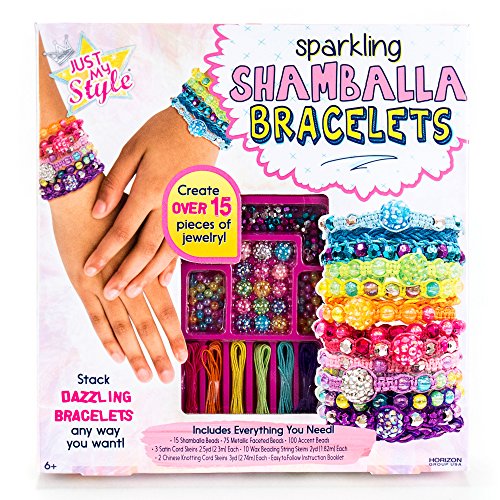 JUST
MY
Style
sparkling
SHAMBALLA
BRACELETS
Create
OVER 15
pieces of
jewelry!
Stack
DAZZLING
BRACELETS
any way
you want!
Includes Everything You Need!
• 15 Shamballa Beads • 75 Metallic Faceted Beads • 100 Accent Beads
• 3 Satin Cord Skeins 2.5yd (2.3m) Each • 10 Wax Beading String Skeins 2yd (1.82m) Each
• 2 Chinese Knotting Cord Skeins 3yd (2.74m) Each • Easy to Follow Instruction Booklet
6+
HORIZON
GROUP USA